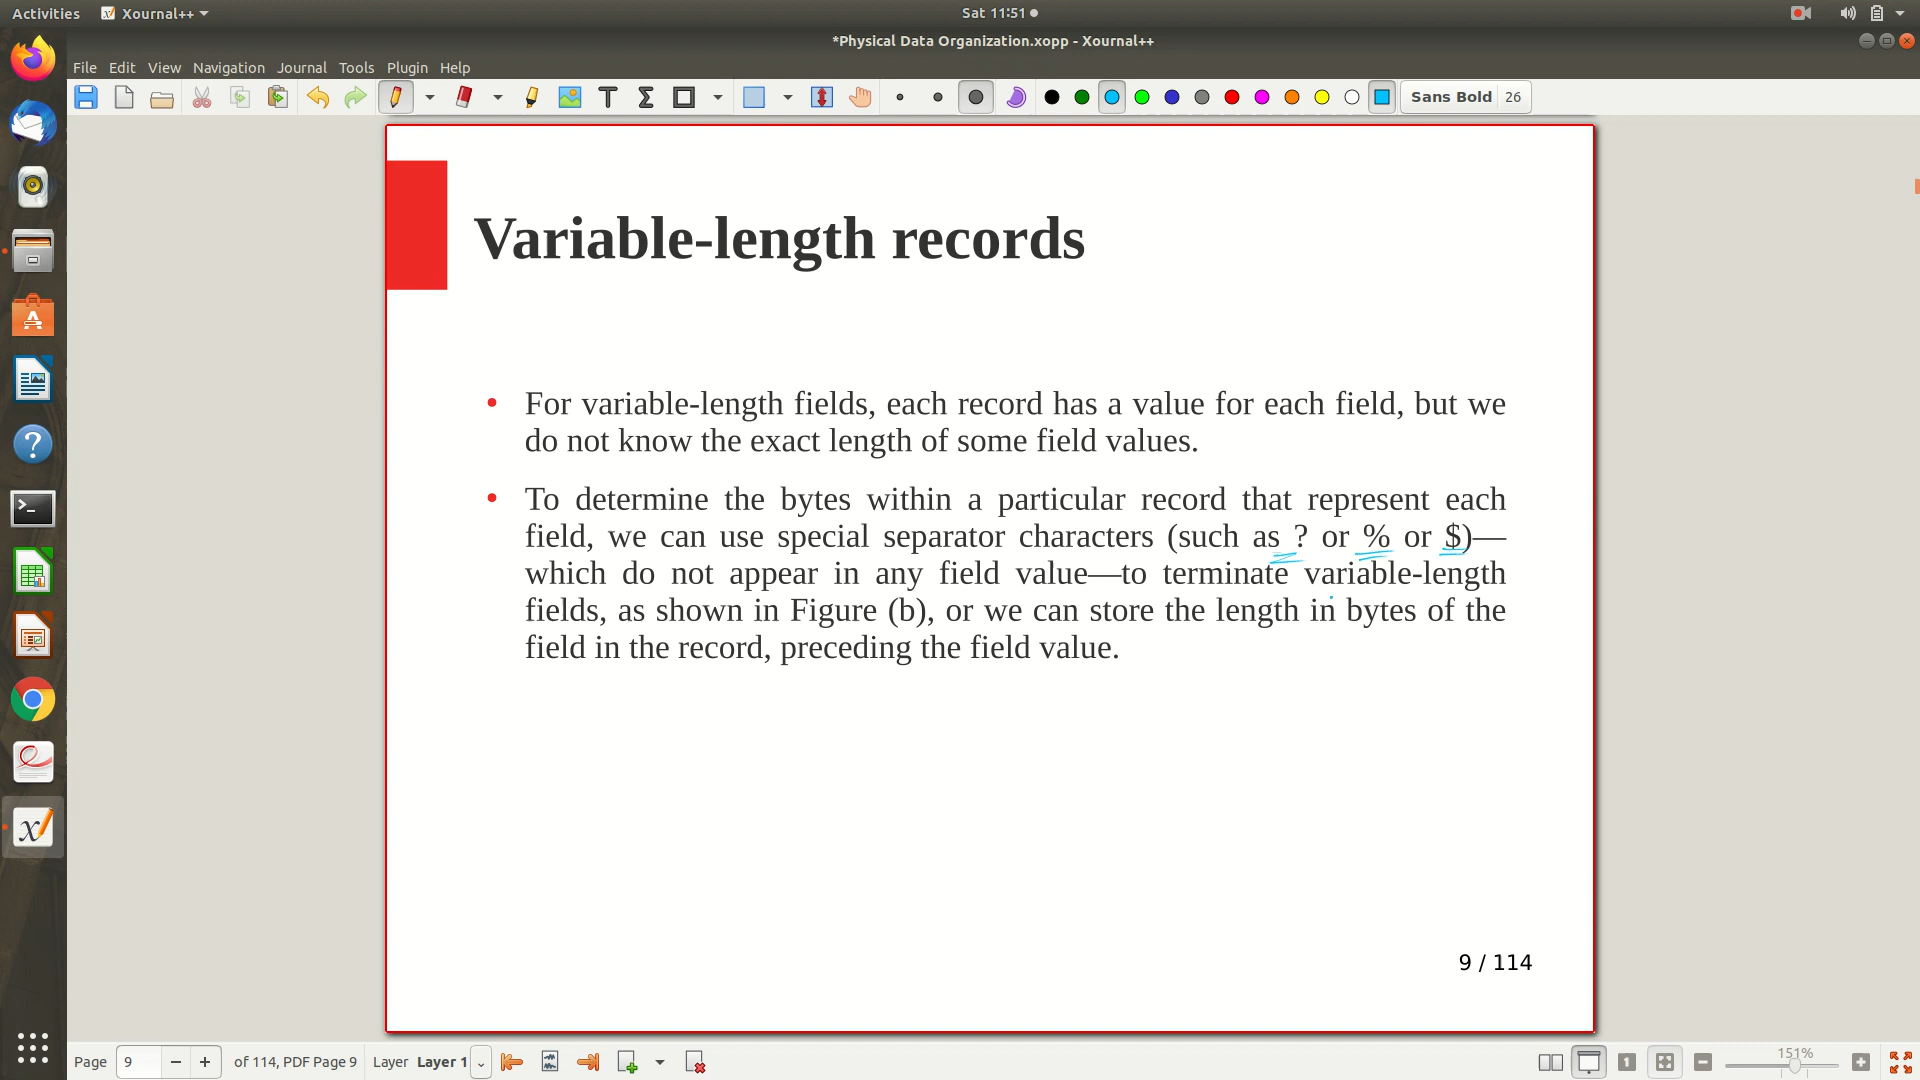 Activities Xournal++ Sat 11:51
*Physical Data Organization.xopp - Xournal++
File Edit View Navigation Journal Tools Plugin Help
Sans Bold 26
Variable-length records
• For variable-length fields, each record has a value for each field, but we
do not know the exact length of some field values.
• To determine the bytes within a particular record that represent each
field, we can use special separator characters (such as ? or % or $)—
which do not appear in any field value—to terminate variable-length
fields, as shown in Figure (b), or we can store the length in bytes of the
field in the record, preceding the field value.
9 / 114
Page 9 of 114, PDF Page 9 Layer Layer 1 151%